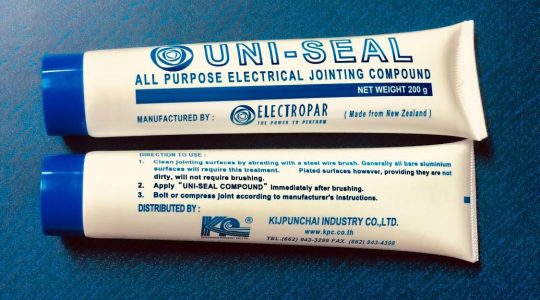 UNI-SEAL
ALL PURPOSE ELECTRICAL JOINTING COMPOUND
NET WEIGHT 200 g
MANUFACTURED BY : ELECTROPAR ( Made from New Zealand )
THE POWER TO PERFORM
DIRECTION TO USE :
1. Clean jointing surfaces by abrading with a steel wire brush. Generally all bare aluminium
surfaces will require this treatment. Plated surfaces however, providing they are not
dirty, will not require brushing.
2. Apply "UNI-SEAL COMPOUND" immediately after brushing.
3. Bolt or compress joint according to manufacturer's instructions.
DISTRIBUTED BY :
KPC KIJPUNCHAI INDUSTRY CO.,LTD.
www.kpc.co.th
TEL.(662) 943-3299 FAX. (662) 943-4398